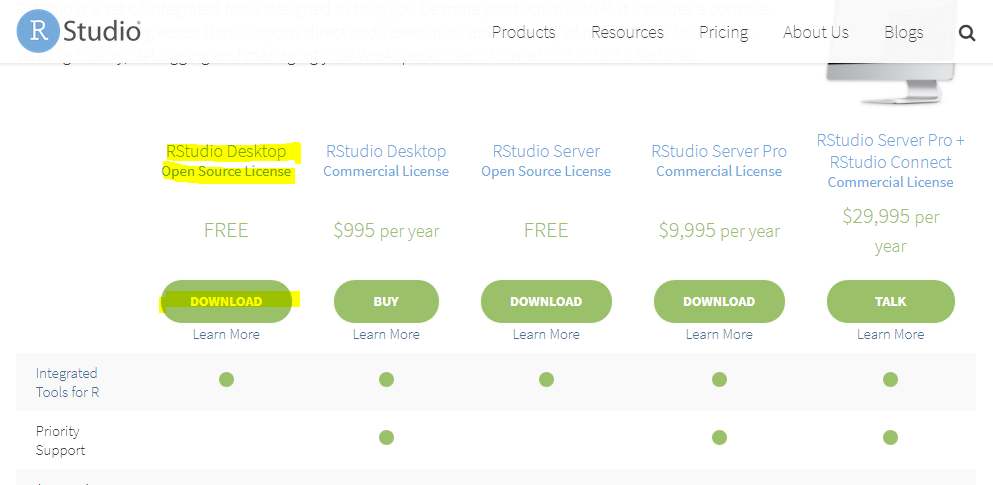 R Studio
Products Resources Pricing About Us Blogs
RStudio Desktop
Open Source License
FREE
DOWNLOAD
Learn More
RStudio Desktop
Commercial License
$995 per year
BUY
Learn More
RStudio Server
Open Source License
FREE
DOWNLOAD
Learn More
RStudio Server Pro
Commercial License
$9,995 per year
DOWNLOAD
Learn More
RStudio Server Pro +
RStudio Connect
Commercial License
$29,995 per
year
TALK
Learn More
Integrated
Tools for R
Priority
Support